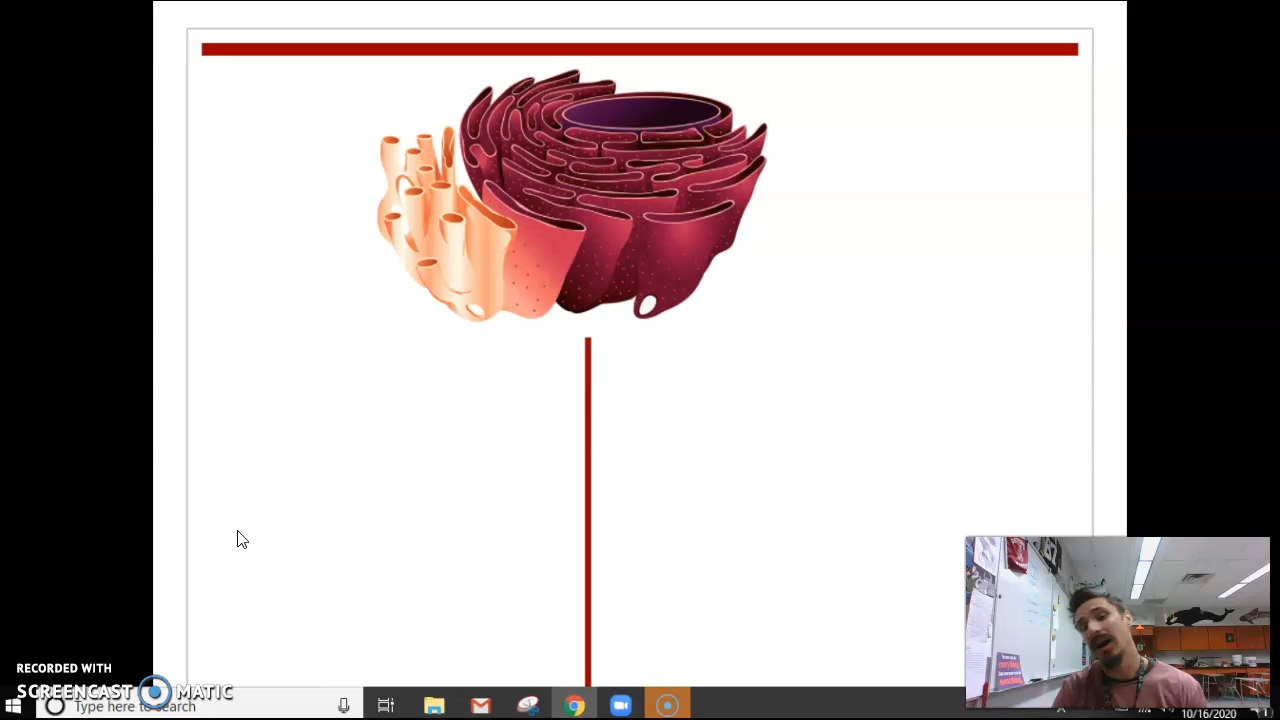 RECORDED WITH
SCREENCAST MATIC
Type here to search
10/16/2020